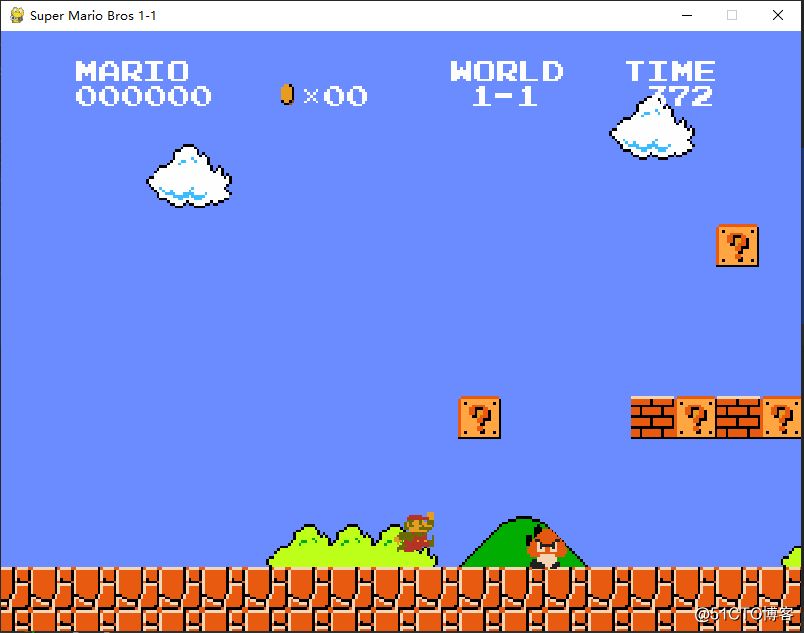 Super Mario Bros 1-1
MARIO WORLD TIME
000000 ×00 1-1 372
?
?
? ?
@51CTO博客